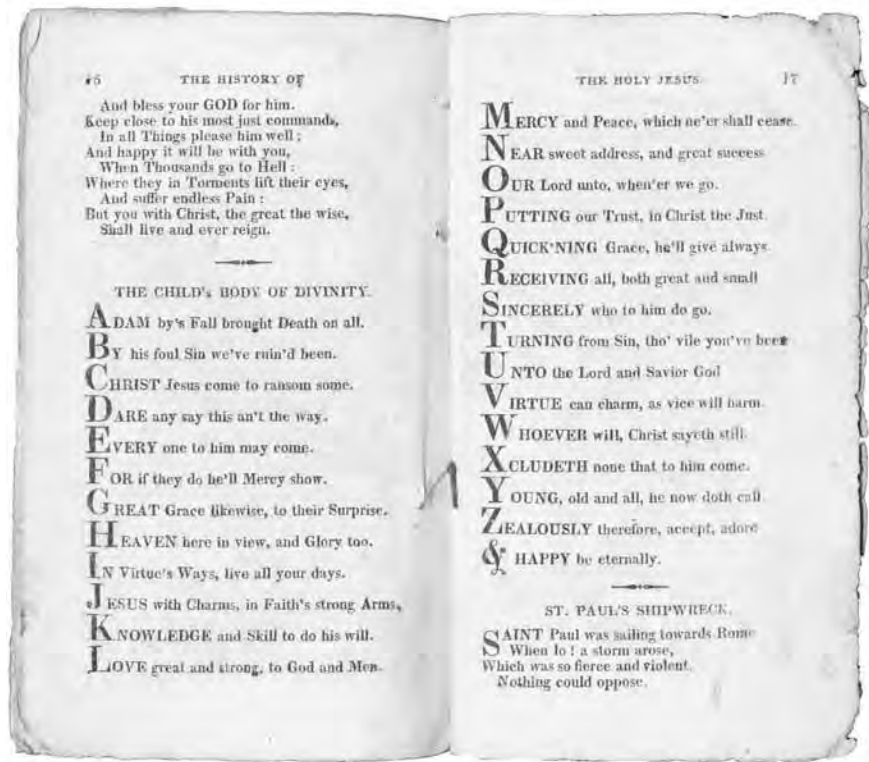 16 THE HISTORY OF
And bless your GOD for him.
Keep close to his most just commands,
In all Things please him well;
And happy it will be with you,
When Thousands go to Hell:
Where they in Torments lift their eyes,
And suffer endless Pain:
But you with Christ, the great the wise,
Shall live and ever reign.
THE CHILD's BODY OF DIVINITY.
ADAM by's Fall brought Death on all.
BY his foul Sin we've ruin'd been.
CHRIST Jesus come to ransom some.
DARE any say this an't the way.
EVERY one to him may come.
FOR if they do he'll Mercy show.
GREAT Grace likewise, to their Surprise.
HEAVEN here in view, and Glory too.
IN Virtue's Ways, live all your days.
JESUS with Charms, in Faith's strong Arms,
KNOWLEDGE and Skill to do his will.
LOVE great and strong, to God and Men.
THE HOLY JESUS. 17
MERCY and Peace, which ne'er shall cease.
NEAR sweet address, and great success
OUR Lord unto, when'er we go.
PUTTING our Trust, in Christ the Just.
QUICK'NING Grace, he'll give always.
RECEIVING all, both great and small
SINCERELY who to him do go.
TURNING from Sin, tho' vile you've been
UNTO the Lord and Savior God
VIRTUE can charm, as vice will harm.
WHOEVER will, Christ sayeth still.
XCLUDETH none that to him come.
YOUNG, old and all, he now doth call
ZEALOUSLY therefore, accept, adore
& HAPPY be eternally.
ST. PAUL'S SHIPWRECK.
SAINT Paul was sailing towards Rome
When lo! a storm arose,
Which was so fierce and violent.
Nothing could oppose.